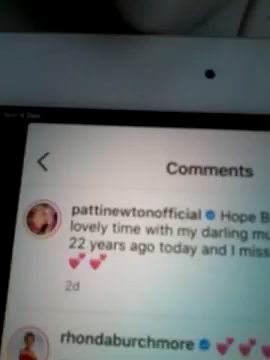 Comments
pattinewtonofficial Hope B
lovely time with my darling mu
22 years ago today and I miss
2d
rhondaburchmore